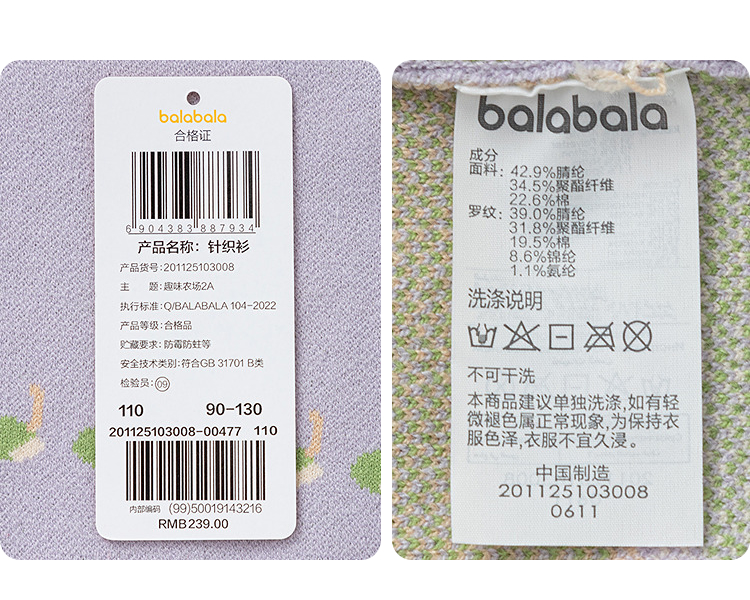 balabala
合格证
6 904383 887934
产品名称：针织衫
产品货号：201125103008
主 题：趣味农场2A
执行标准：Q/BALABALA 104-2022
产品等级：合格品
贮藏要求：防霉防蛀等
安全技术类别：符合GB 31701 B类
检验员：09
110 90-130
201125103008-00477 110
内部编码 (99)50019143216
RMB239.00
balabala
成分
面料：42.9%腈纶
34.5%聚酯纤维
22.6%棉
罗纹：39.0%腈纶
31.8%聚酯纤维
19.5%棉
8.6%锦纶
1.1%氨纶
洗涤说明
不可干洗
本商品建议单独洗涤,如有轻
微褪色属正常现象,为保持衣
服色泽,衣服不宜久浸。
中国制造
201125103008
0611